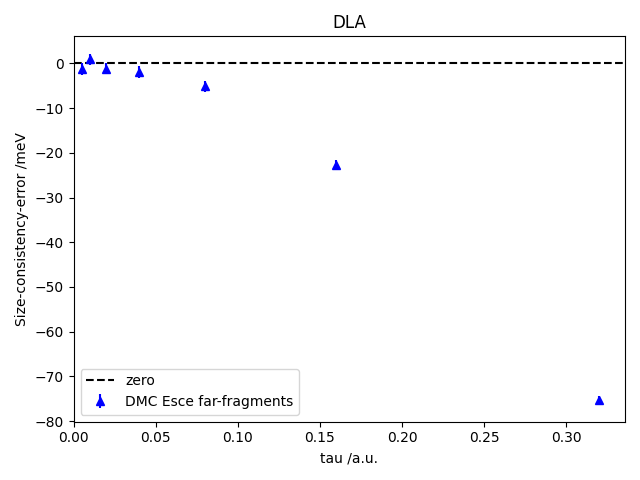 DLA
Size-consistency-error /meV
0
−10
−20
−30
−40
−50
−60
−70
−80
zero
DMC Esce far-fragments
0.00 0.05 0.10 0.15 0.20 0.25 0.30
tau /a.u.